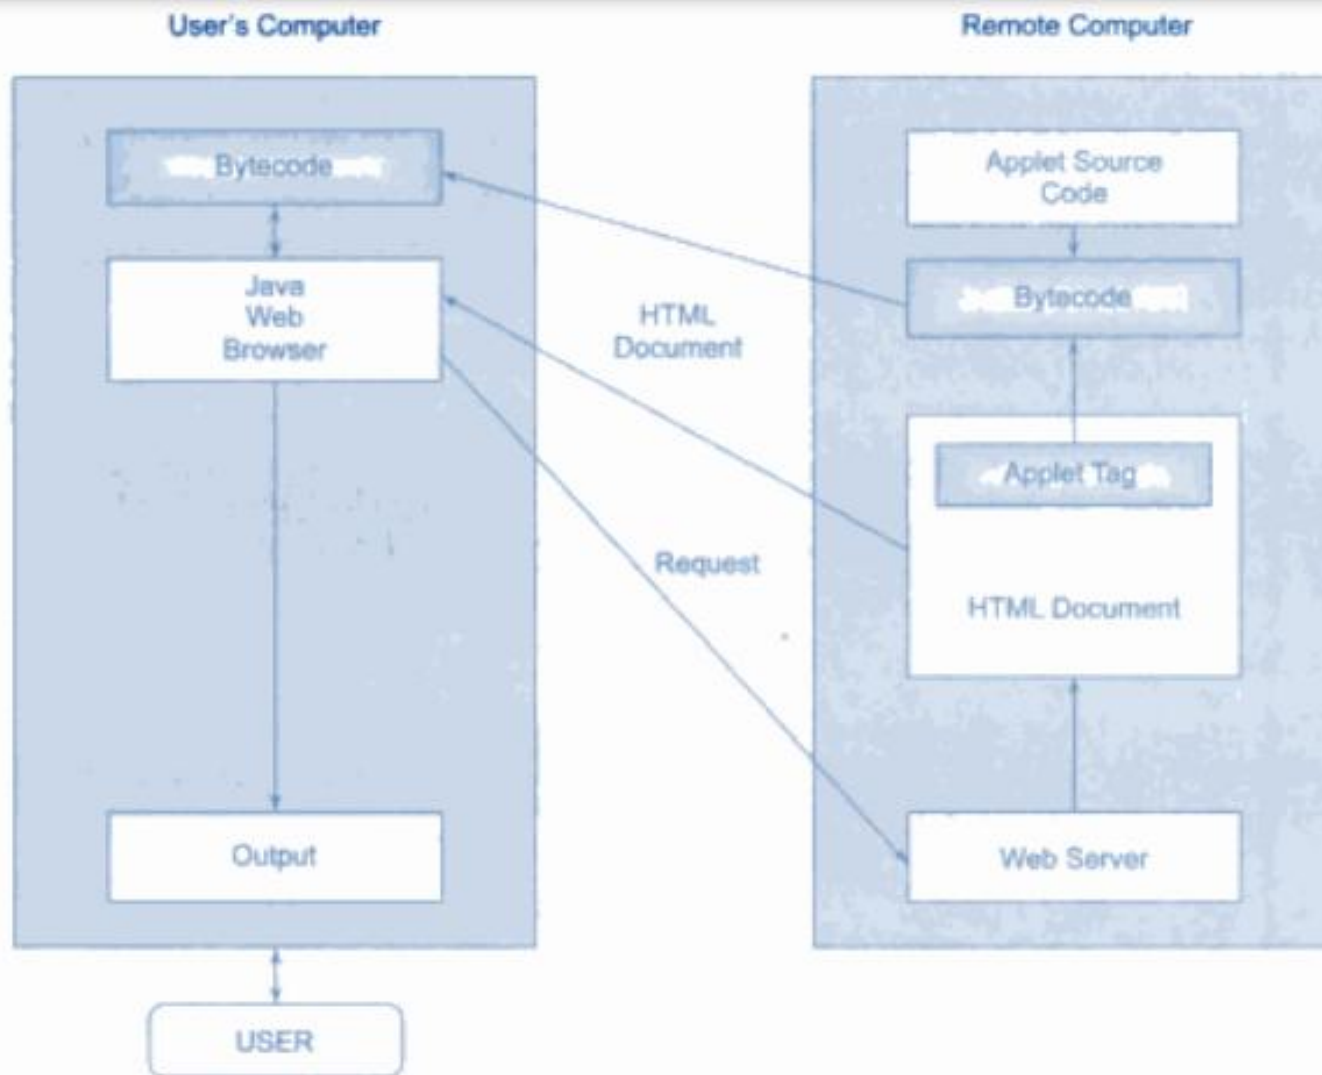 User's Computer
Remote Computer
Bytecode
Java
Web
Browser
Output
USER
HTML
Document
Request
Applet Source
Code
Bytecode
Applet Tag
HTML Document
Web Server